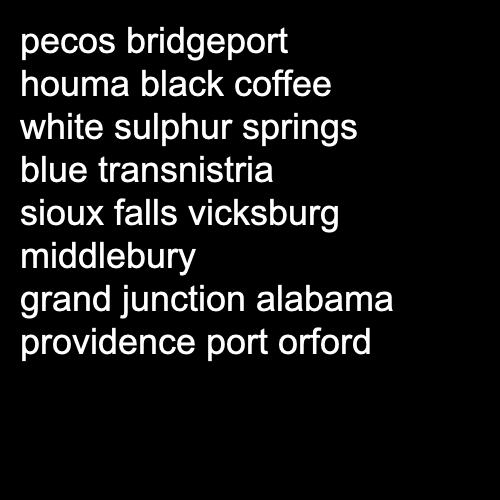 pecos bridgeport
houma black coffee
white sulphur springs
blue transnistria
sioux falls vicksburg
middlebury
grand junction alabama
providence port orford